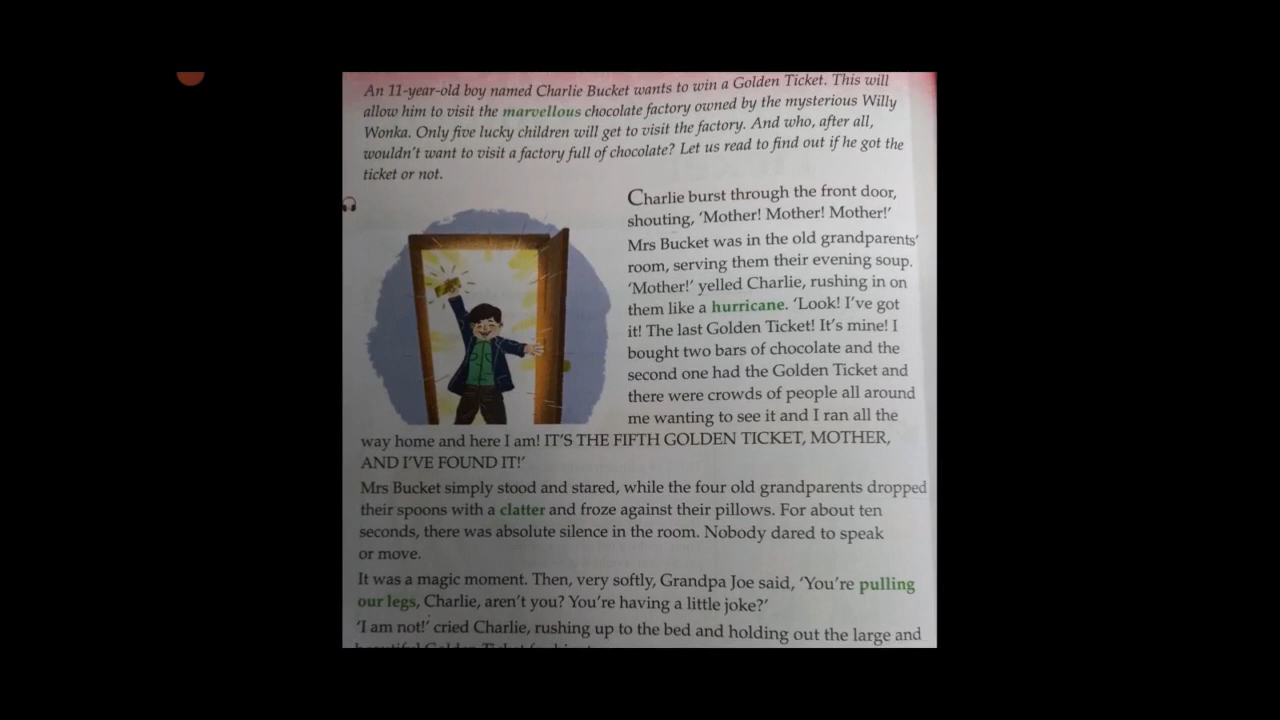 An 11-year-old boy named Charlie Bucket wants to win a Golden Ticket. This will
allow him to visit the marvellous chocolate factory owned by the mysterious Willy
Wonka. Only five lucky children will get to visit the factory. And who, after all,
wouldn't want to visit a factory full of chocolate? Let us read to find out if he got the
ticket or not.
Charlie burst through the front door,
shouting, 'Mother! Mother! Mother!'
Mrs Bucket was in the old grandparents'
room, serving them their evening soup.
'Mother!' yelled Charlie, rushing in on
them like a hurricane. 'Look! I've got
it! The last Golden Ticket! It's mine! I
bought two bars of chocolate and the
second one had the Golden Ticket and
there were crowds of people all around
me wanting to see it and I ran all the
way home and here I am! IT'S THE FIFTH GOLDEN TICKET, MOTHER,
AND I'VE FOUND IT!'
Mrs Bucket simply stood and stared, while the four old grandparents dropped
their spoons with a clatter and froze against their pillows. For about ten
seconds, there was absolute silence in the room. Nobody dared to speak
or move.
It was a magic moment. Then, very softly, Grandpa Joe said, 'You're pulling
our legs, Charlie, aren't you? You're having a little joke?'
'I am not!' cried Charlie, rushing up to the bed and holding out the large and
beautiful Golden Ticket